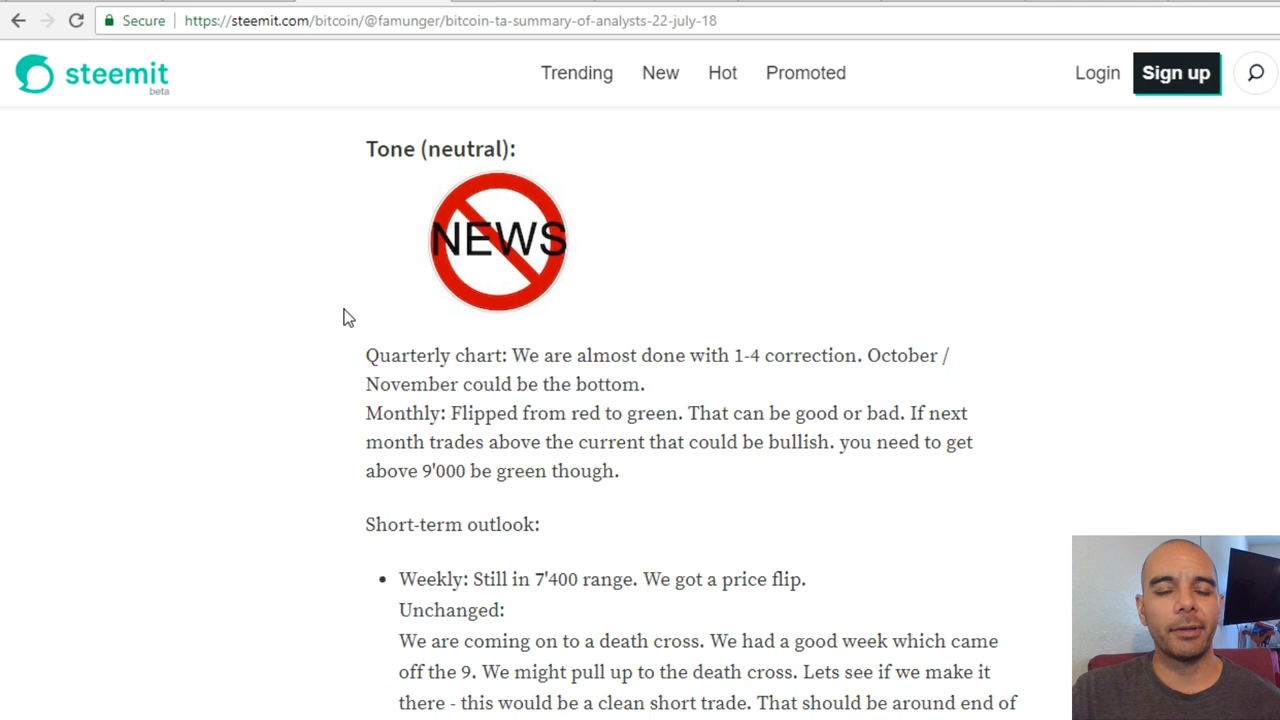 Secure https://steemit.com/bitcoin/@famunger/bitcoin-ta-summary-of-analysts-22-july-18
steemit Trending New Hot Promoted Login Sign up
beta
Tone (neutral):
NEWS
Quarterly chart: We are almost done with 1-4 correction. October /
November could be the bottom.
Monthly: Flipped from red to green. That can be good or bad. If next
month trades above the current that could be bullish. you need to get
above 9'000 be green though.
Short-term outlook:
• Weekly: Still in 7'400 range. We got a price flip.
Unchanged:
We are coming on to a death cross. We had a good week which came
off the 9. We might pull up to the death cross. Lets see if we make it
there - this would be a clean short trade. That should be around end of